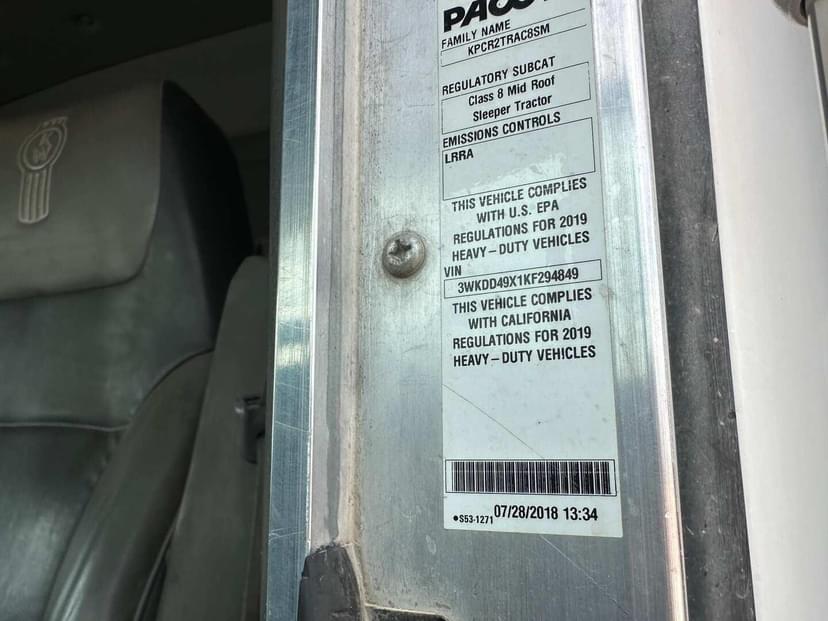 FAMILY NAME
KPCR2TRAC8SM
REGULATORY SUBCAT
Class 8 Mid Roof
Sleeper Tractor
EMISSIONS CONTROLS
LRRA
THIS VEHICLE COMPLIES
WITH U.S. EPA
REGULATIONS FOR 2019
HEAVY-DUTY VEHICLES
VIN
3WKDD49X1KF294849
THIS VEHICLE COMPLIES
WITH CALIFORNIA
REGULATIONS FOR 2019
HEAVY-DUTY VEHICLES
•S53-1271 07/28/2018 13:34